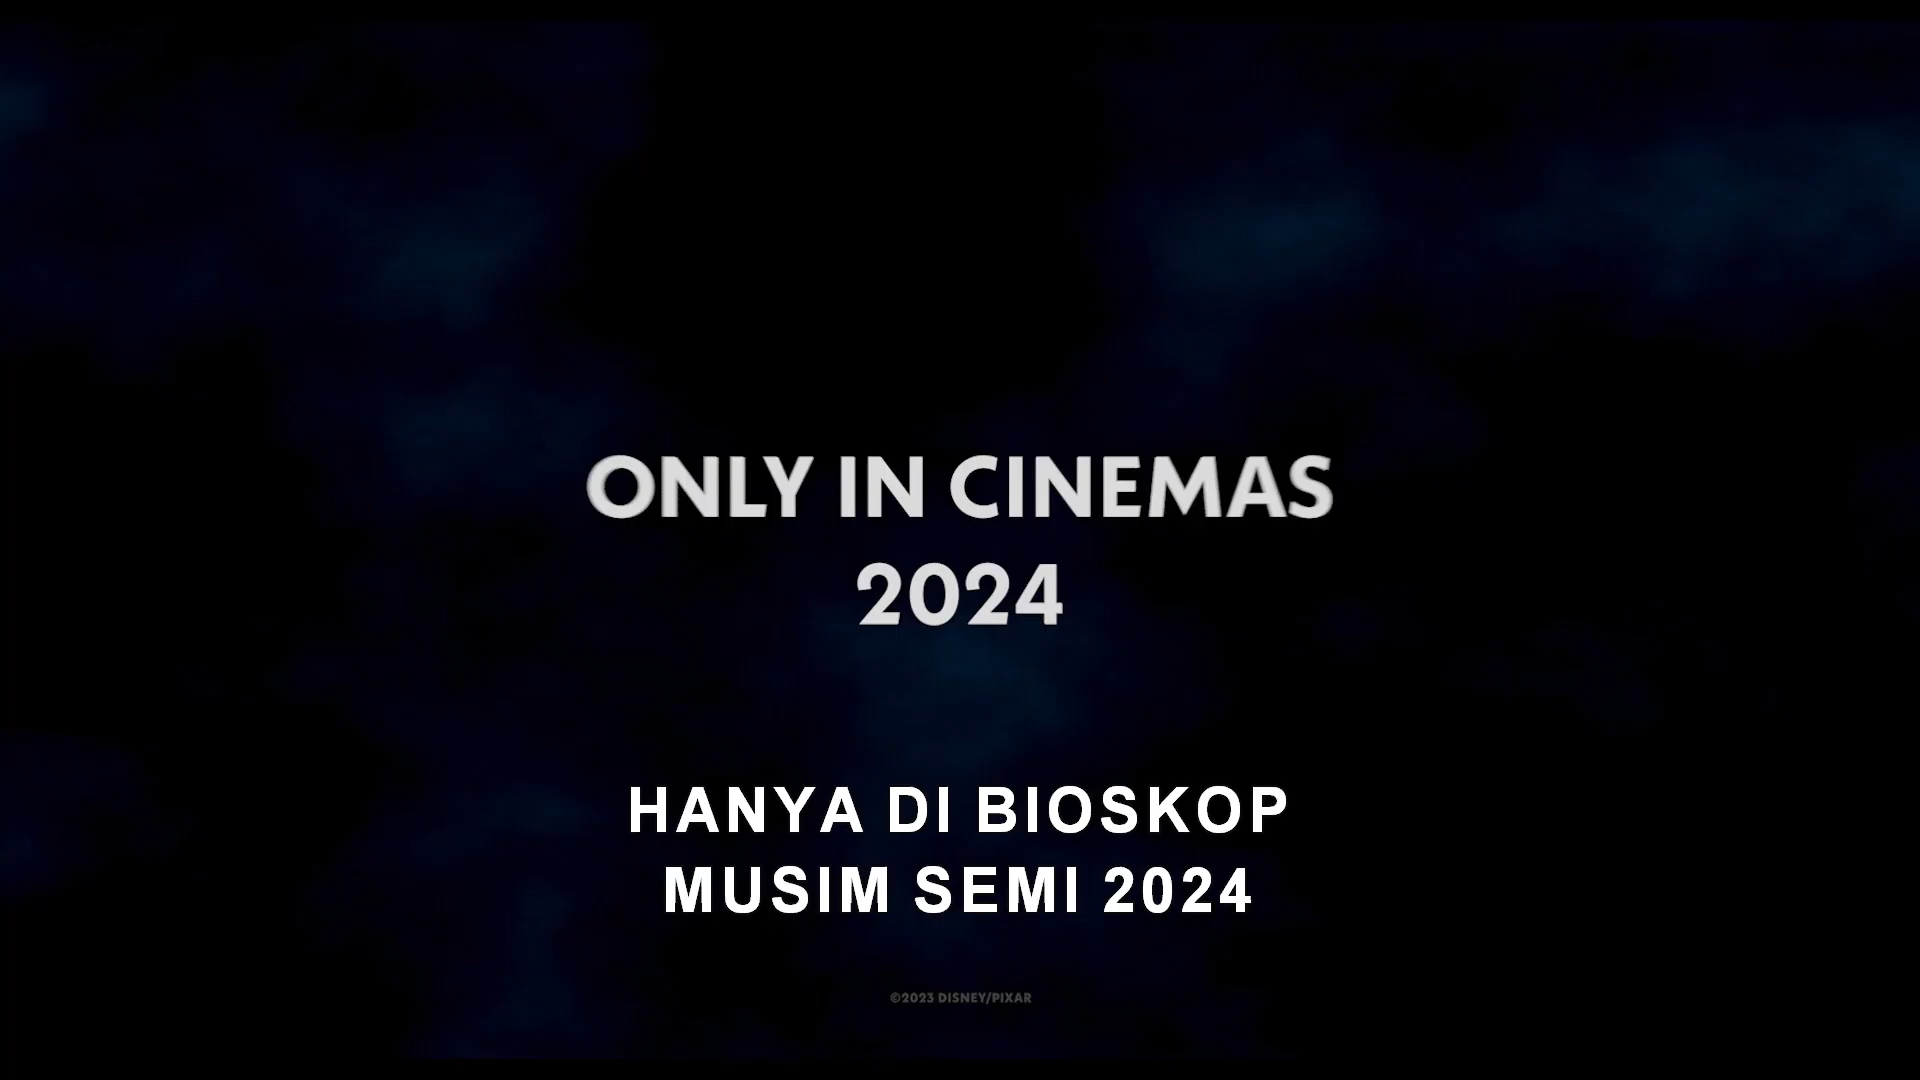 ONLY IN CINEMAS
2024
HANYA DI BIOSKOP
MUSIM SEMI 2024
©2023 DISNEY/PIXAR